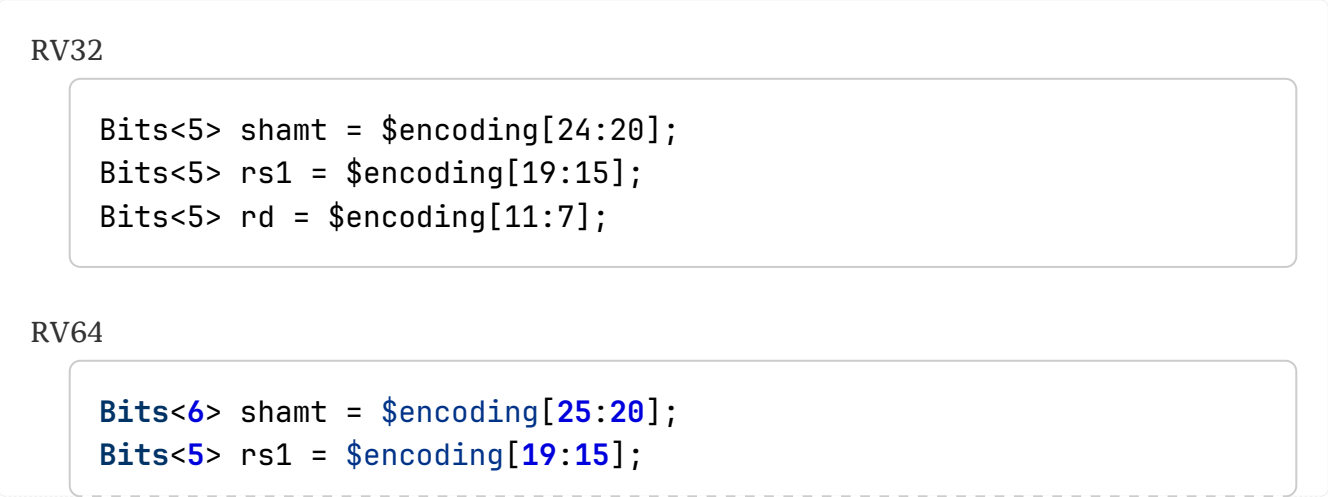 RV32
Bits<5> shamt = $encoding[24:20];
Bits<5> rs1 = $encoding[19:15];
Bits<5> rd = $encoding[11:7];
RV64
Bits<6> shamt = $encoding[25:20];
Bits<5> rs1 = $encoding[19:15];